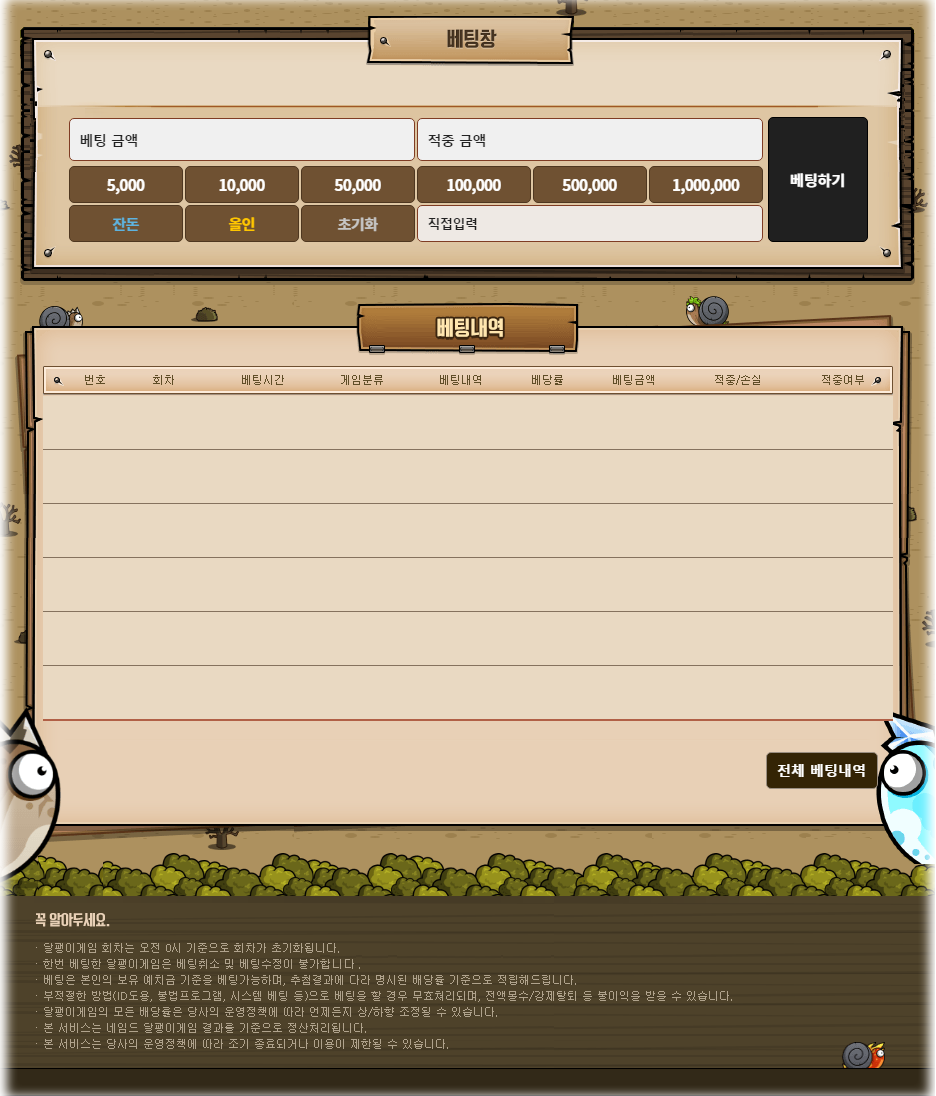 베팅창
베팅 금액 적중 금액
베팅하기
5,000 10,000 50,000 100,000 500,000 1,000,000
잔돈 올인 초기화 직접입력
베팅내역
번호 회차 베팅시간 게임분류 베팅내역 배당률 베팅금액 적중/손실 적중여부
전체 베팅내역
꼭 알아두세요.
· 달팽이게임 회차는 오전 0시 기준으로 회차가 초기화됩니다.
· 한번 베팅한 달팽이게임은 베팅취소 및 베팅수정이 불가합니다.
· 베팅은 본인의 보유 예치금 기준을 베팅가능하며, 추첨결과에 다라 명시된 배당률 기준으로 적립해드립니다.
· 부적절한 방법(ID도용, 불법프로그램, 시스템 베팅 등)으로 베팅을 할 경우 무효처리되며, 전액몰수/강제탈퇴 등 불이익을 받을 수 있습니다.
· 달팽이게임의 모든 배당률은 당사의 운영정책에 따라 언제든지 상/하향 조정될 수 있습니다.
· 본 서비스는 네임드 달팽이게임 결과를 기준으로 정산처리됩니다.
· 본 서비스는 당사의 운영정책에 따라 조기 종료되거나 이용이 제한될 수 있습니다.